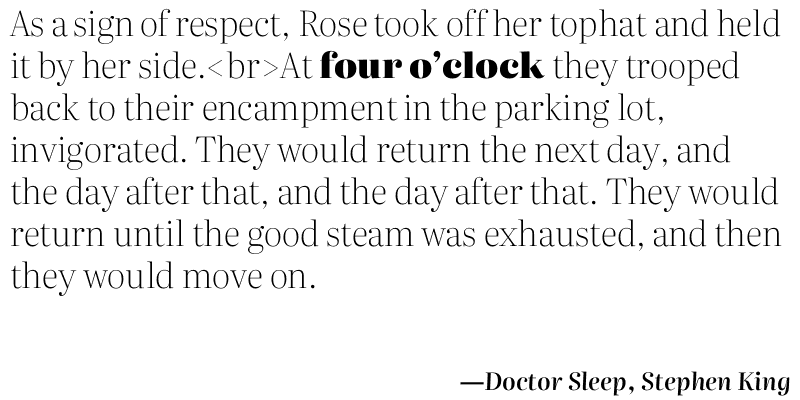 As a sign of respect, Rose took off her tophat and held
it by her side.<br>At four o’clock they trooped
back to their encampment in the parking lot,
invigorated. They would return the next day, and
the day after that, and the day after that. They would
return until the good steam was exhausted, and then
they would move on.
—Doctor Sleep, Stephen King